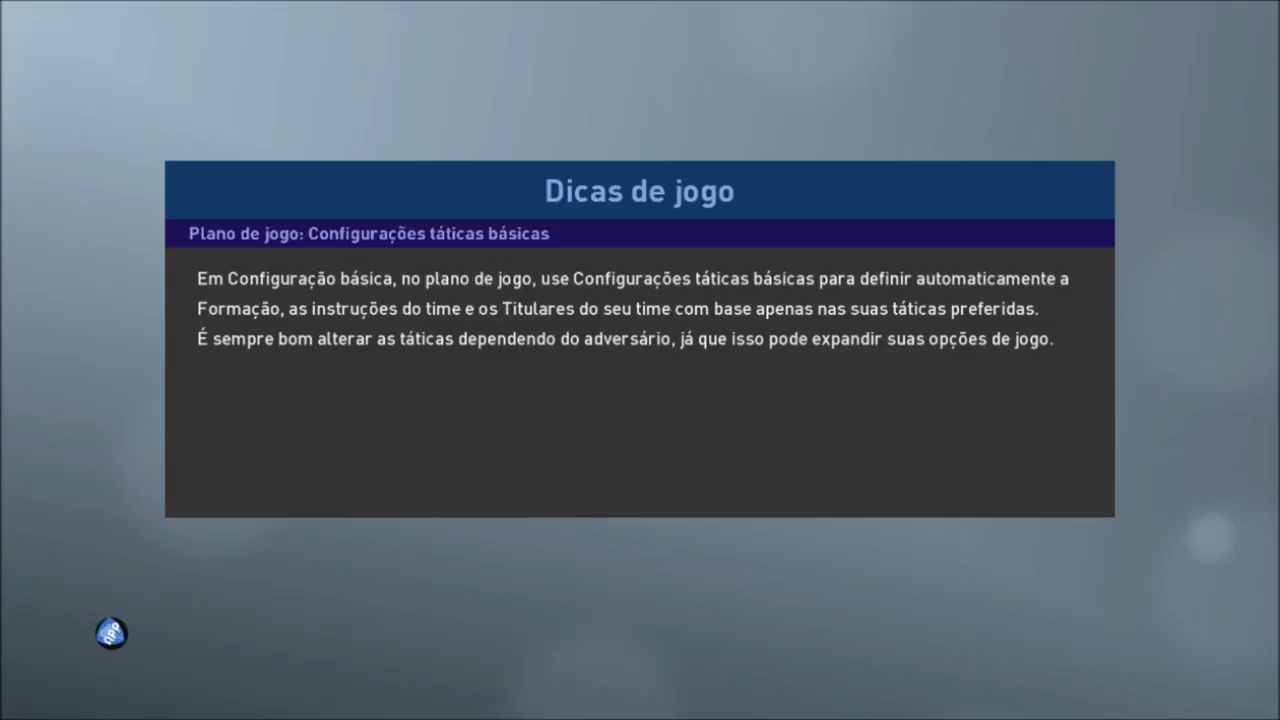 Dicas de jogo
Plano de jogo: Configurações táticas básicas
Em Configuração básica, no plano de jogo, use Configurações táticas básicas para definir automaticamente a
Formação, as instruções do time e os Titulares do seu time com base apenas nas suas táticas preferidas.
É sempre bom alterar as táticas dependendo do adversário, já que isso pode expandir suas opções de jogo.